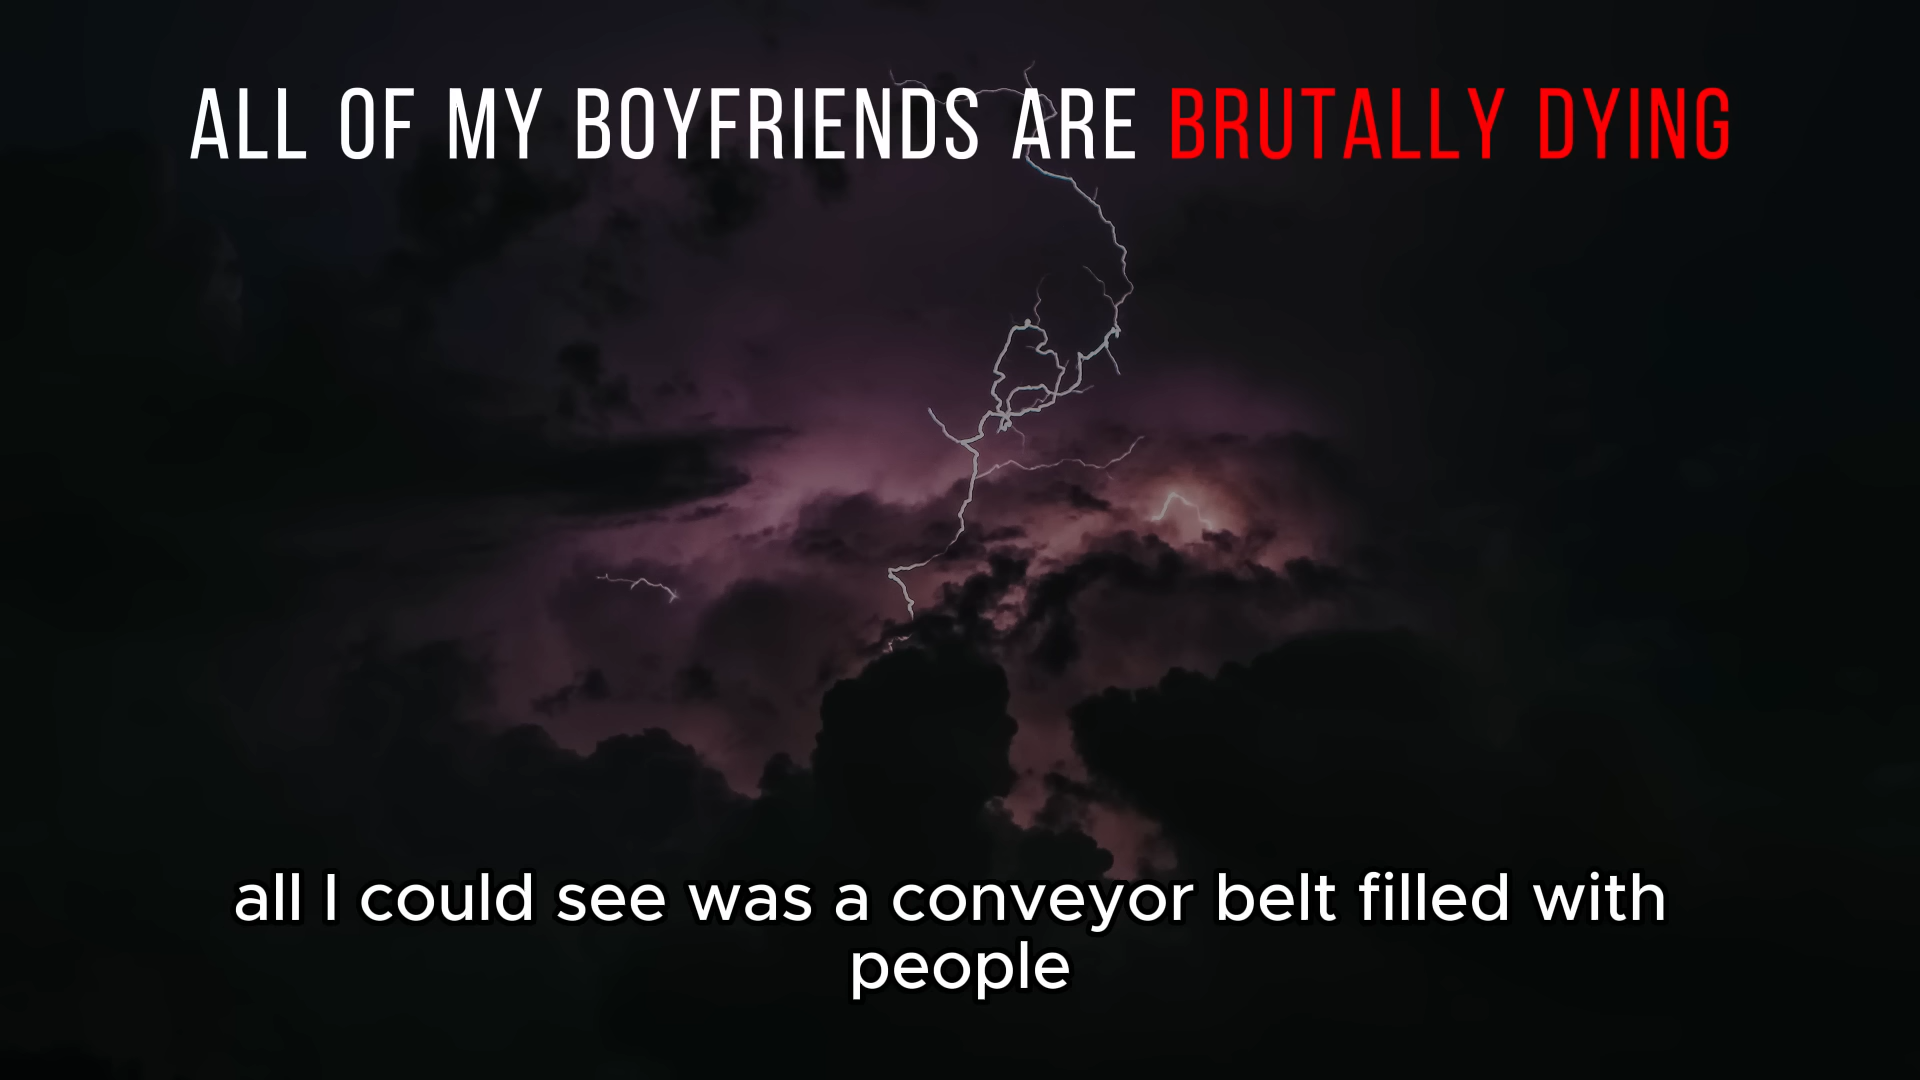 ALL OF MY BOYFRIENDS ARE BRUTALLY DYING
all I could see was a conveyor belt filled with
people